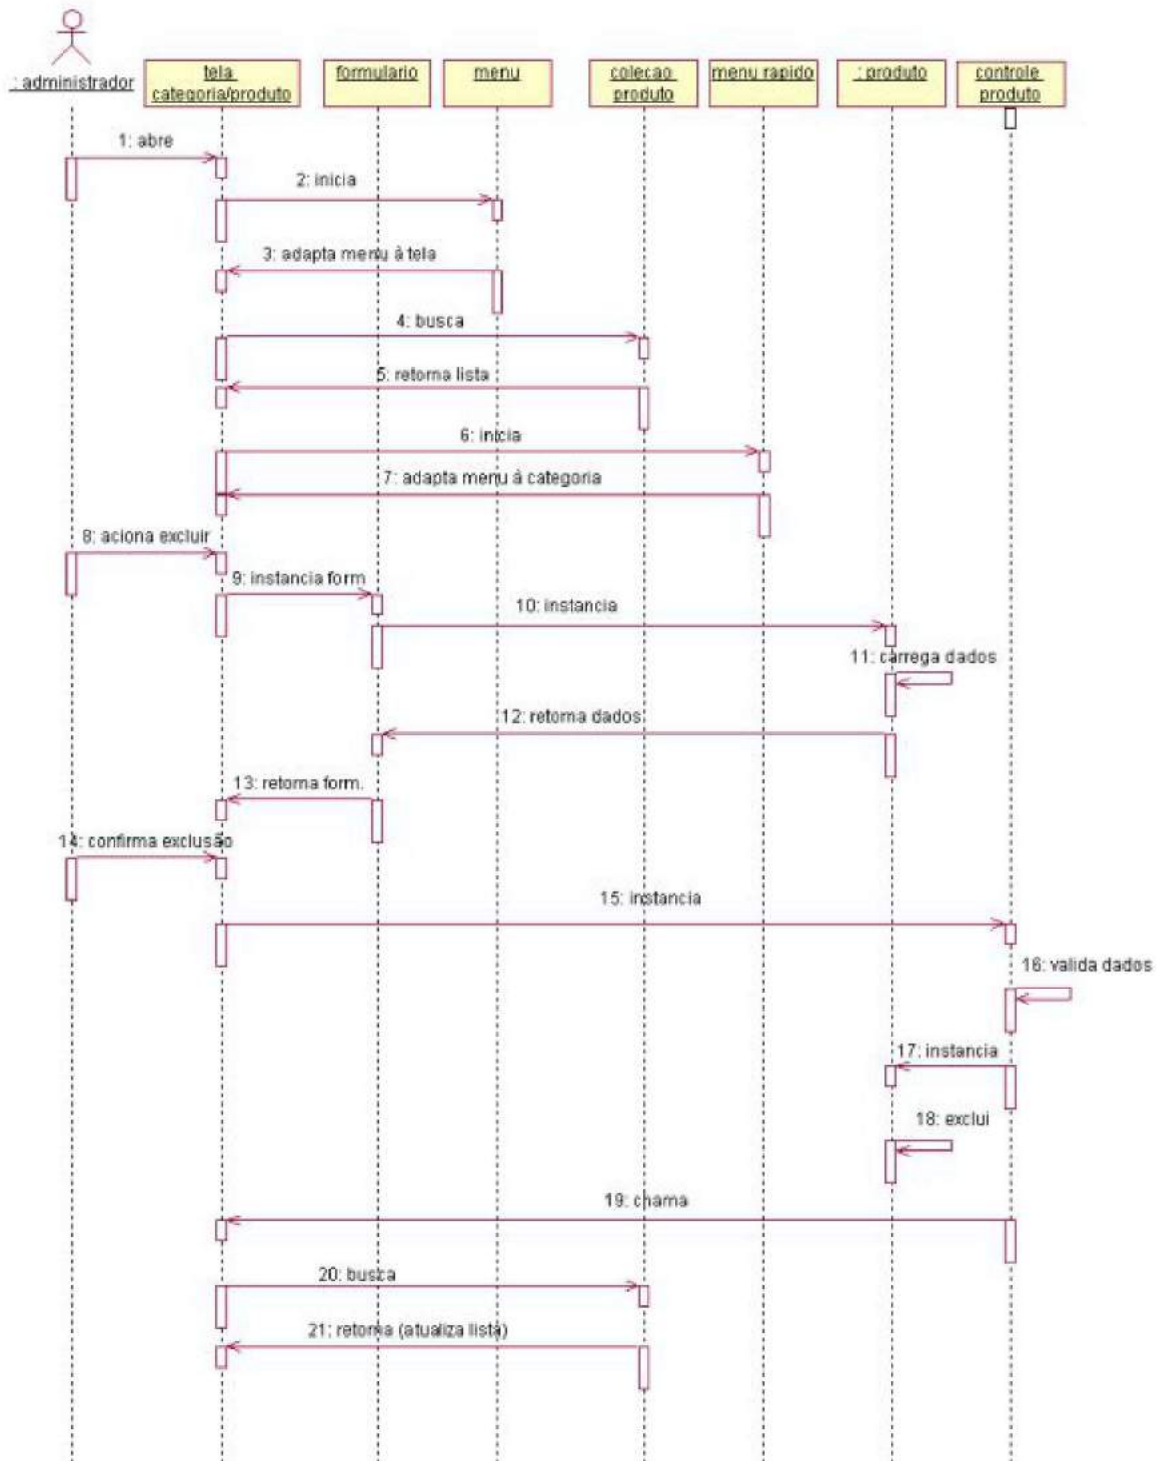 : administrador
tela
categoria/produto
formulario
menu
colecao
produto
menu rapido
: produto
controle
produto
1: abre
2: inicia
3: adapta menu à tela
4: busca
5: retorna lista
6: inicia
7: adapta menu à categoria
8: aciona excluir
9: instancia form
10: instancia
11: carrega dados
12: retorna dados
13: retorna form.
14: confirma exclusão
15: instancia
16: valida dados
17: instancia
18: exclui
19: chama
20: busca
21: retorna (atualiza lista)